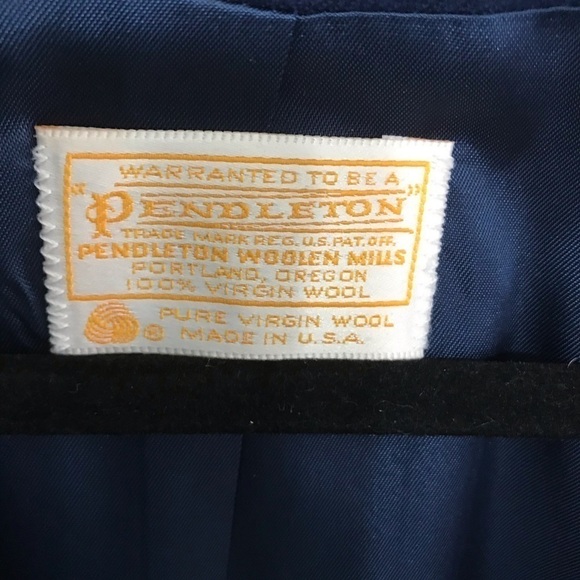 WARRANTED TO BE A
"PENDLETON"
TRADE MARK REG. U.S. PAT. OFF.
PENDLETON WOOLEN MILLS
PORTLAND, OREGON
100% VIRGIN WOOL
® PURE VIRGIN WOOL
MADE IN U.S.A.